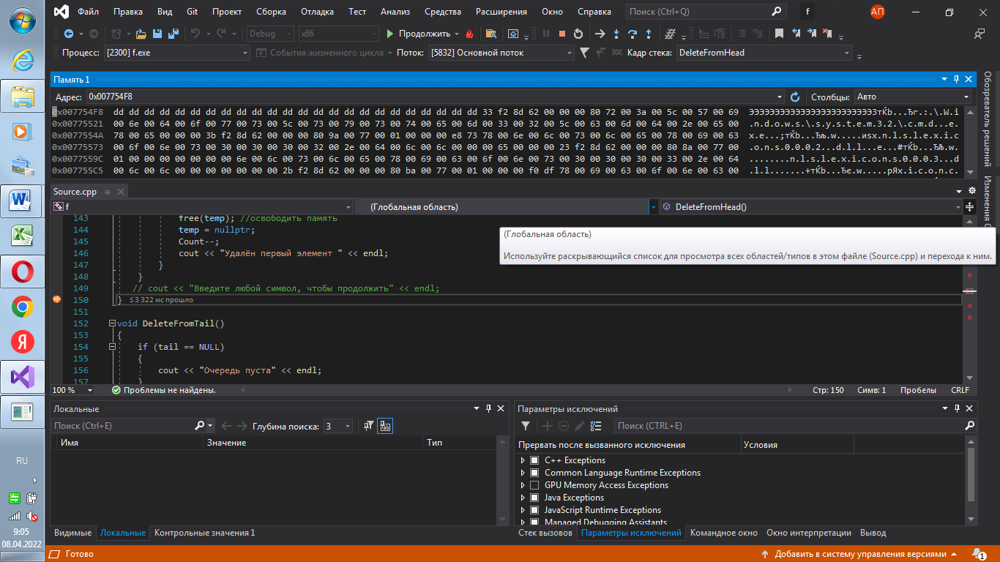 Файл Правка Вид Git Проект Сборка Отладка Тест Анализ Средства Расширения Окно Справка Поиск (Ctrl+Q) f АП
Debug x86 Продолжить
Процесс: [2300] f.exe События жизненного цикла Поток: [5832] Основной поток Кадр стека: DeleteFromHead
Память 1
Адрес: 0x007754F8 Столбцы: Авто
0x007754F8 dd dd dd dd dd dd dd dd dd dd dd dd dd dd dd dd dd dd dd dd dd dd dd dd 33 f2 8d 62 00 00 00 80 72 00 3a 00 5c 00 57 00 69
0x00775521 00 6e 00 64 00 6f 00 77 00 73 00 5c 00 73 00 79 00 73 00 74 00 65 00 6d 00 33 00 32 00 5c 00 63 00 6d 00 64 00 2e 00 65 00 .n.d.o.w.s.\.s.y.s.t.e.m.3.2.\.c.m.d...e.
0x0077554A 78 00 65 00 00 00 3b f2 8d 62 00 00 00 80 9a 00 77 00 01 00 00 00 e8 73 78 00 6e 00 6c 00 73 00 6c 00 65 00 78 00 69 00 63
0x00775573 00 6f 00 6e 00 73 00 30 00 30 00 30 00 32 00 2e 00 64 00 6c 00 6c 00 00 00 65 00 00 00 23 f2 8d 62 00 00 00 80 8a 00 77 00
0x0077559C 01 00 00 00 00 00 00 00 6e 00 6c 00 73 00 6c 00 65 00 78 00 69 00 63 00 6f 00 6e 00 73 00 30 00 30 00 30 00 33 00 2e 00 64 ........n.l.s.l.e.x.i.c.o.n.s.0.0.0.3...d
0x007755C5 00 6c 00 6c 00 00 00 00 00 00 00 2b f2 8d 62 00 00 00 80 ba 00 77 00 01 00 00 00 f0 df 78 00 69 00 63 00 6f 00 6e 00 63 00
Обозреватель решений
Изменения G
Source.cpp
f (Глобальная область) DeleteFromHead()
143 free(temp); //освободить память
144 temp = nullptr;
145 Count--;
146 cout << "Удалён первый элемент " << endl;
147 }
148 }
149 // cout << "Введите любой символ, чтобы продолжить" << endl;
150 } ≤3 322 мс прошло
151
152 void DeleteFromTail()
153 {
154 if (tail == NULL)
155 {
156 cout << "Очередь пуста" << endl;
157 }
(Глобальная область)
Используйте раскрывающийся список для просмотра всех областей/типов в этом файле (Source.cpp) и перехода к ним.
100 % Проблемы не найдены. Стр: 150 Симв: 1 Пробелы CRLF
Локальные
Поиск (Ctrl+E) Глубина поиска: 3
Имя Значение Тип
Видимые Локальные Контрольные значения 1
Параметры исключений
Поиск (CTRL+E)
Прервать после вызванного исключения Условия
C++ Exceptions
Common Language Runtime Exceptions
GPU Memory Access Exceptions
Java Exceptions
JavaScript Runtime Exceptions
Managed Debugging Assistants
Стек вызовов Параметры исключений Командное окно Окно интерпретации Вывод
Готово Добавить в систему управления версиями 1
RU
9:05
08.04.2022